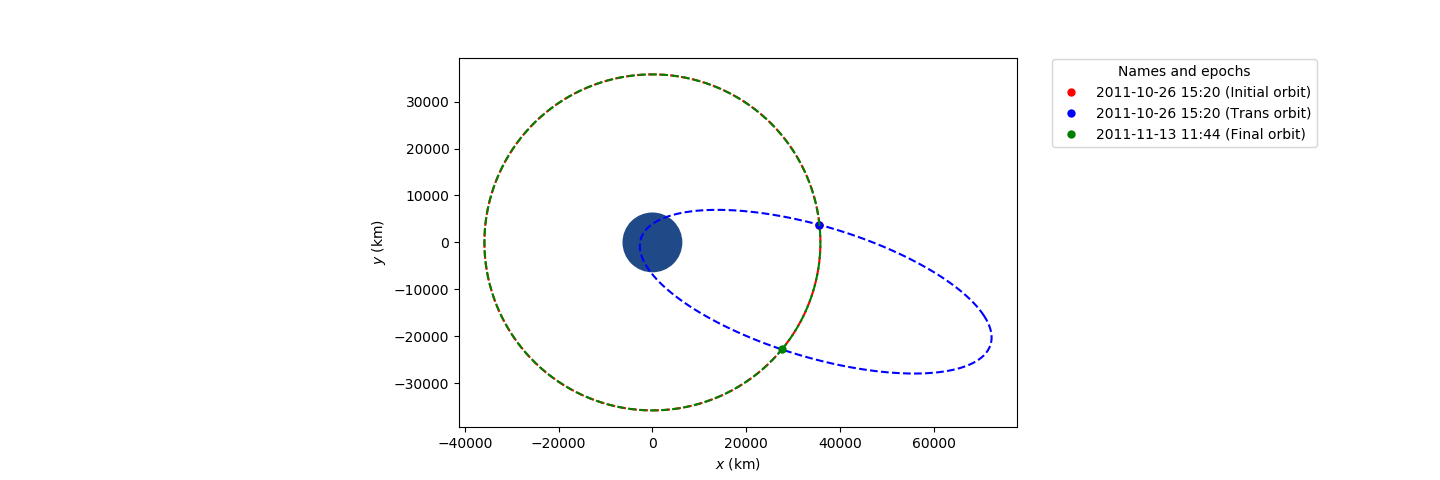 Names and epochs
2011-10-26 15:20 (Initial orbit)
2011-10-26 15:20 (Trans orbit)
2011-11-13 11:44 (Final orbit)
30000
20000
10000
0
−10000
−20000
−30000
y (km)
−40000 −20000 0 20000 40000 60000
x (km)